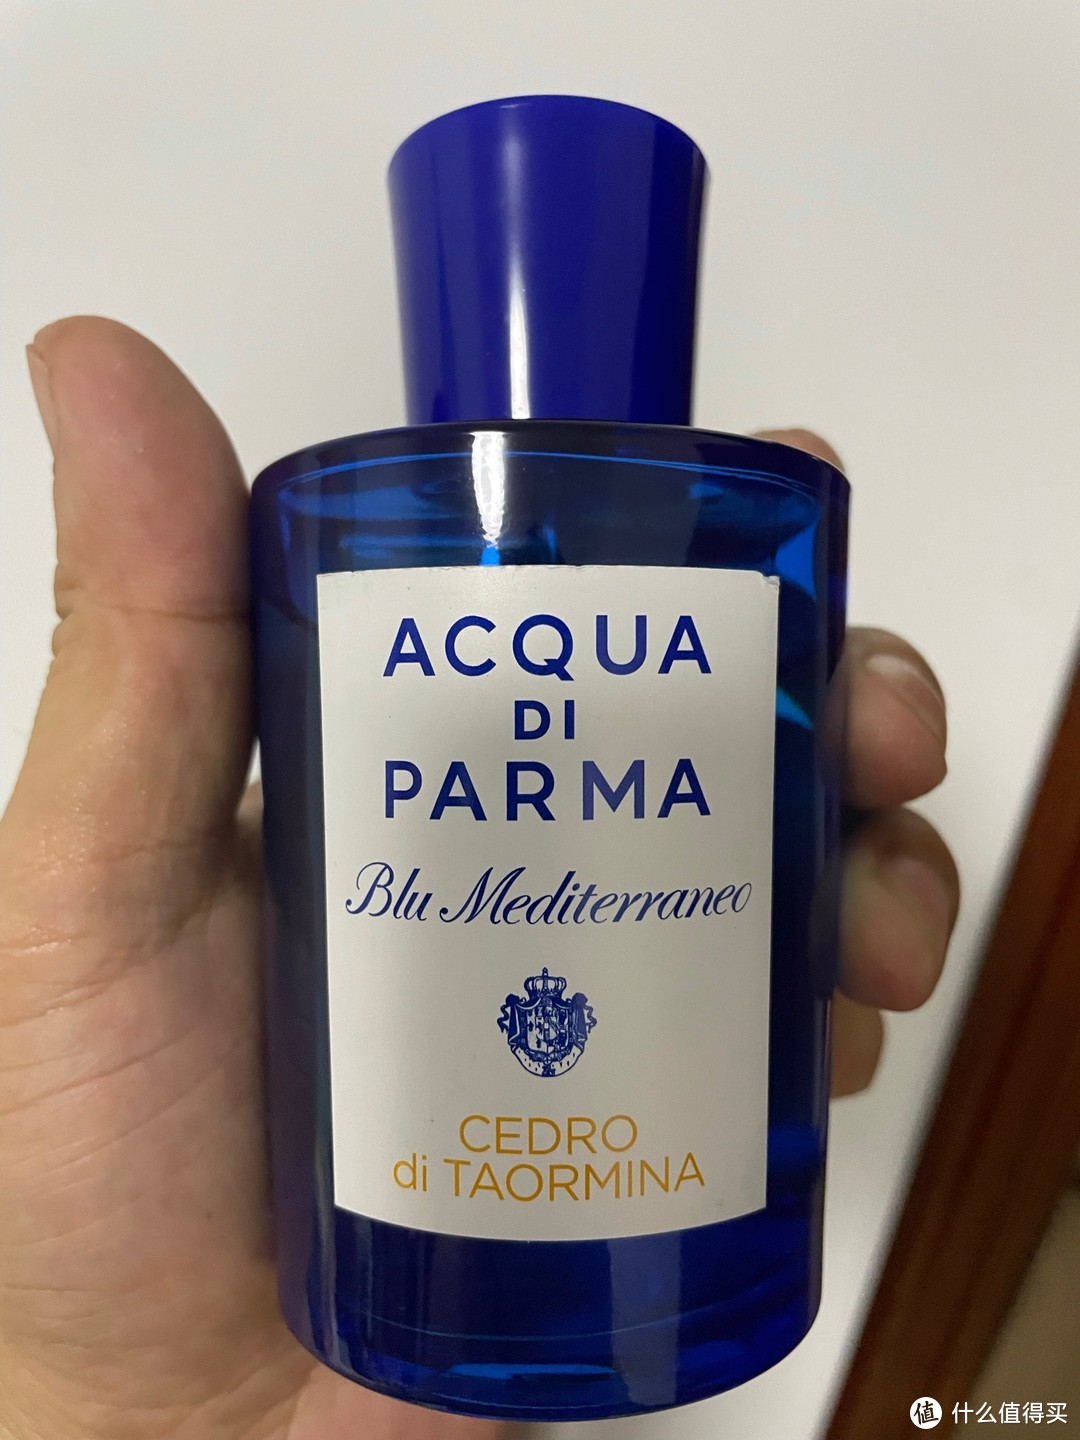 ACQUA
DI
PARMA
Blu Mediterraneo
CEDRO
di TAORMINA
值 什么值得买